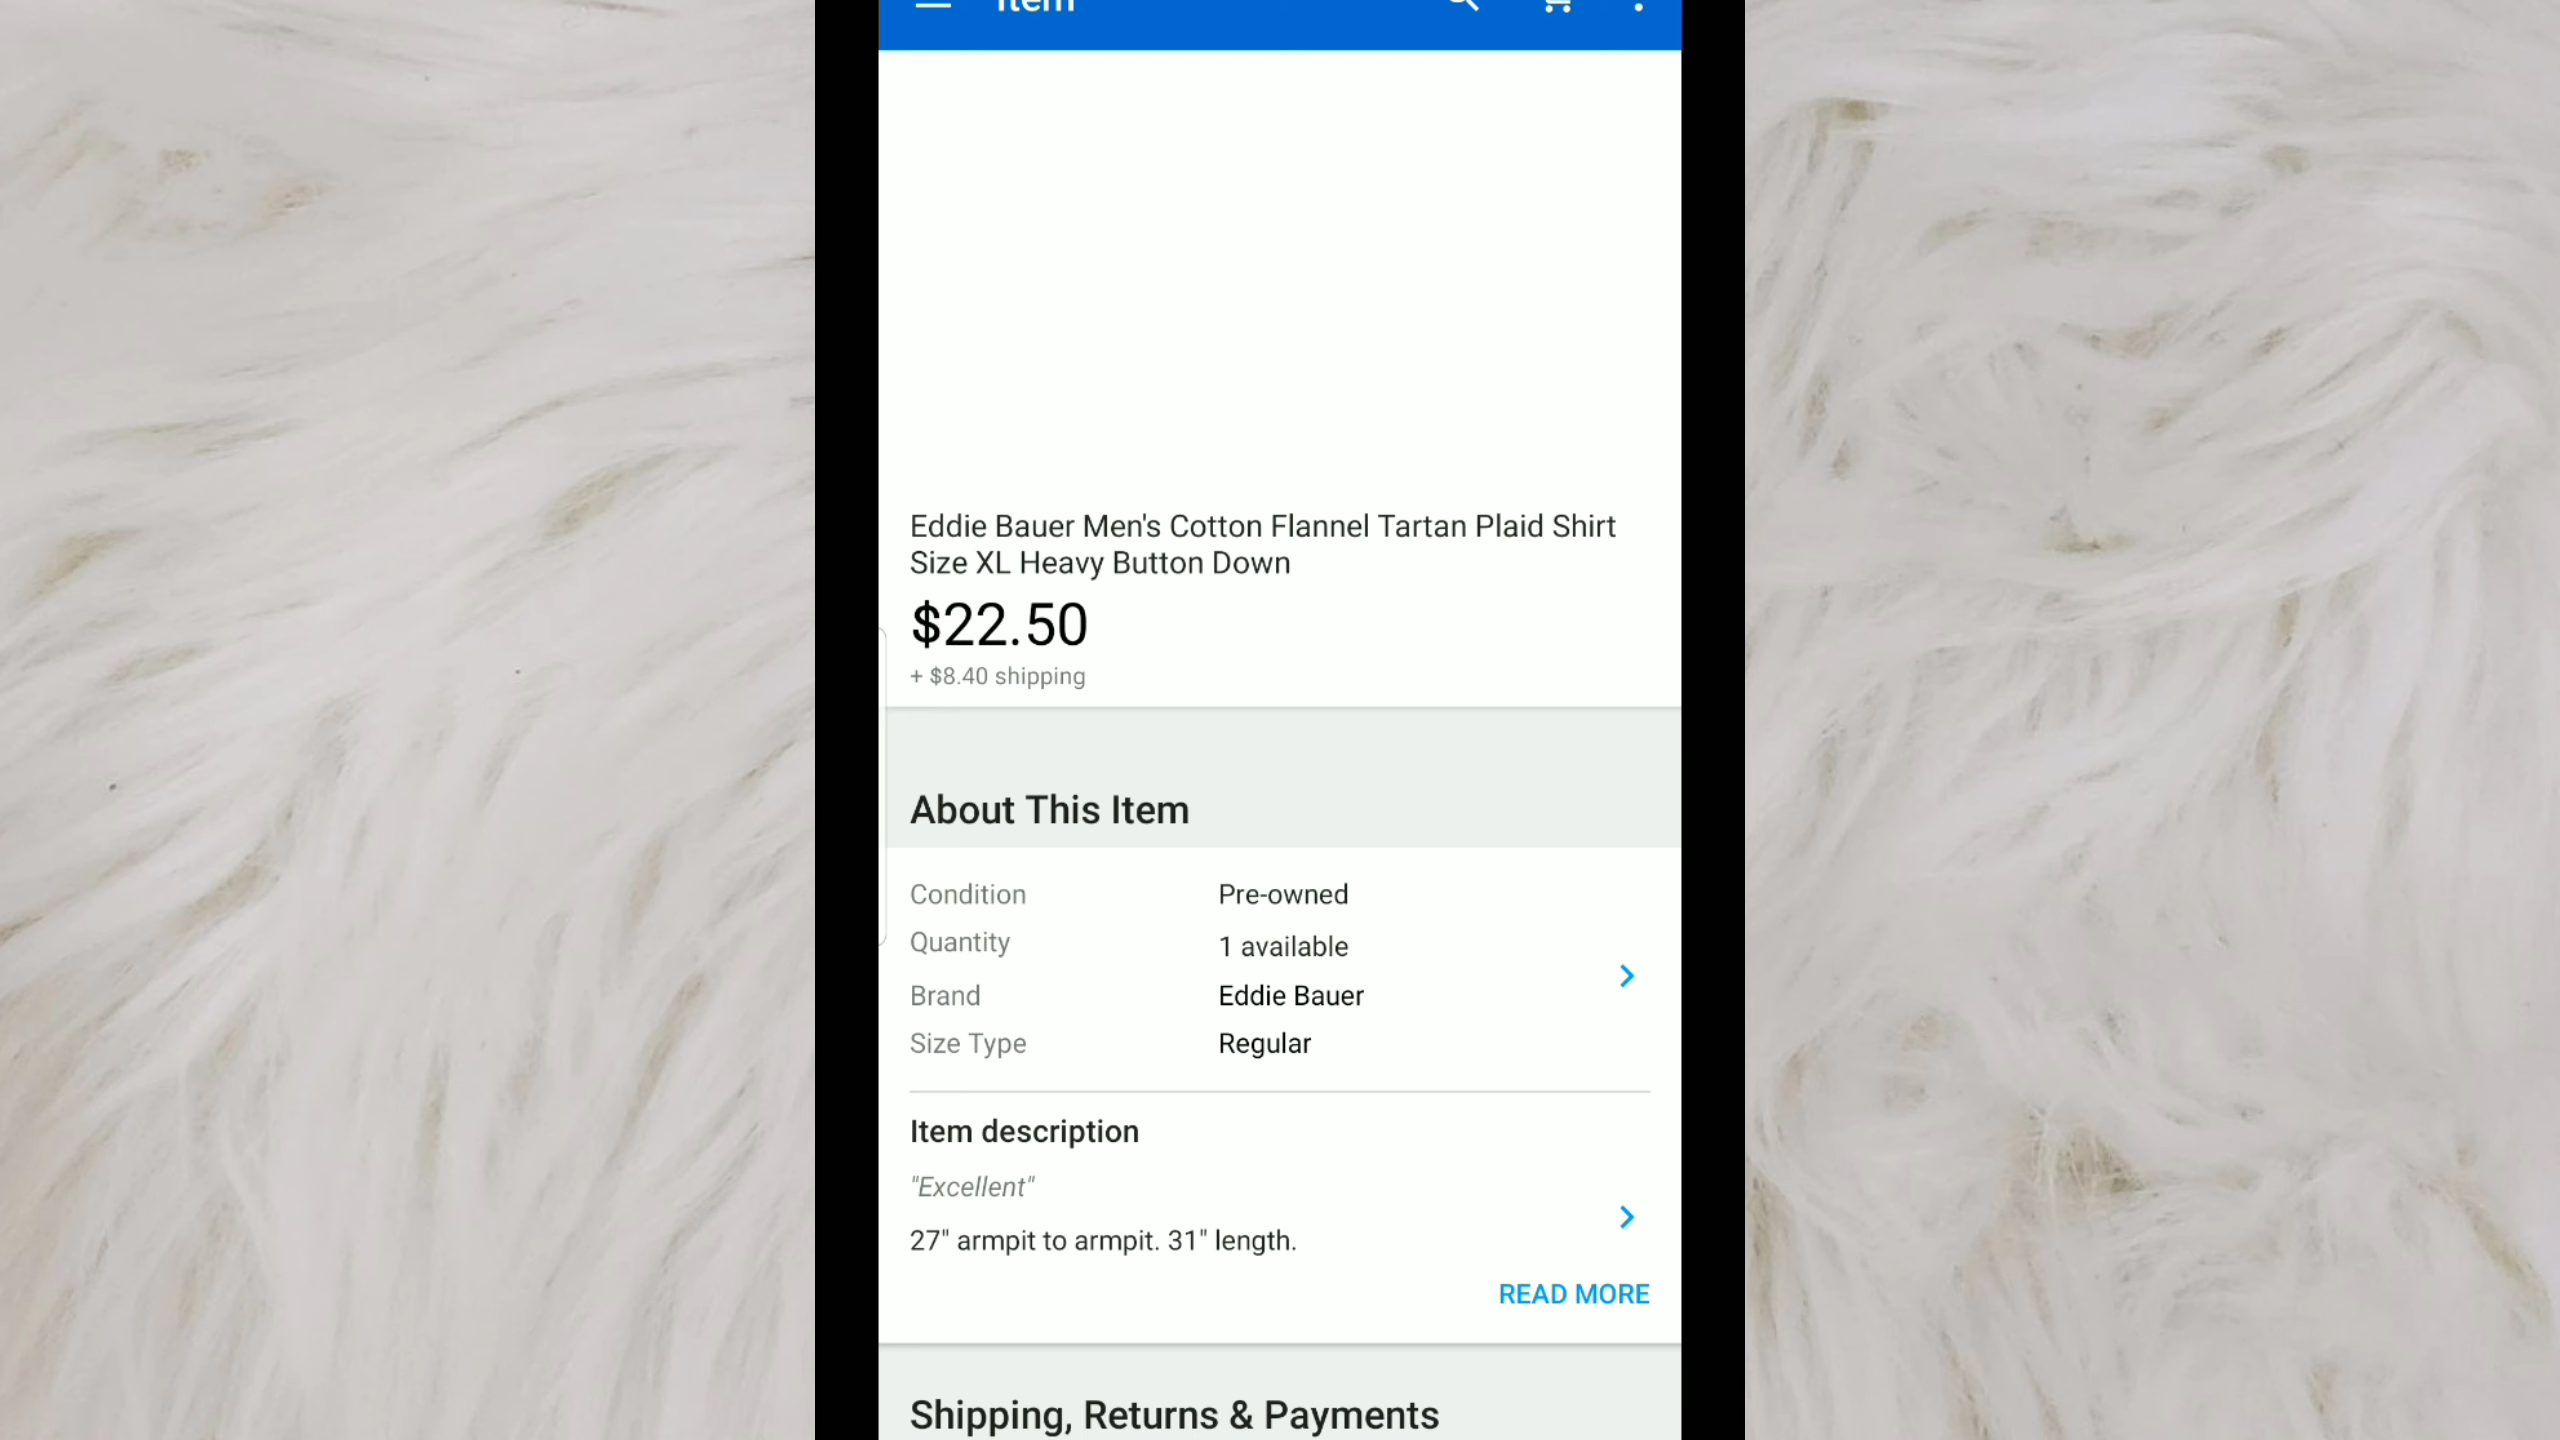 Item
Eddie Bauer Men's Cotton Flannel Tartan Plaid Shirt
Size XL Heavy Button Down
$22.50
+ $8.40 shipping
About This Item
Condition Pre-owned
Quantity 1 available
Brand Eddie Bauer
Size Type Regular
Item description
"Excellent"
27" armpit to armpit. 31" length.
READ MORE
Shipping, Returns & Payments